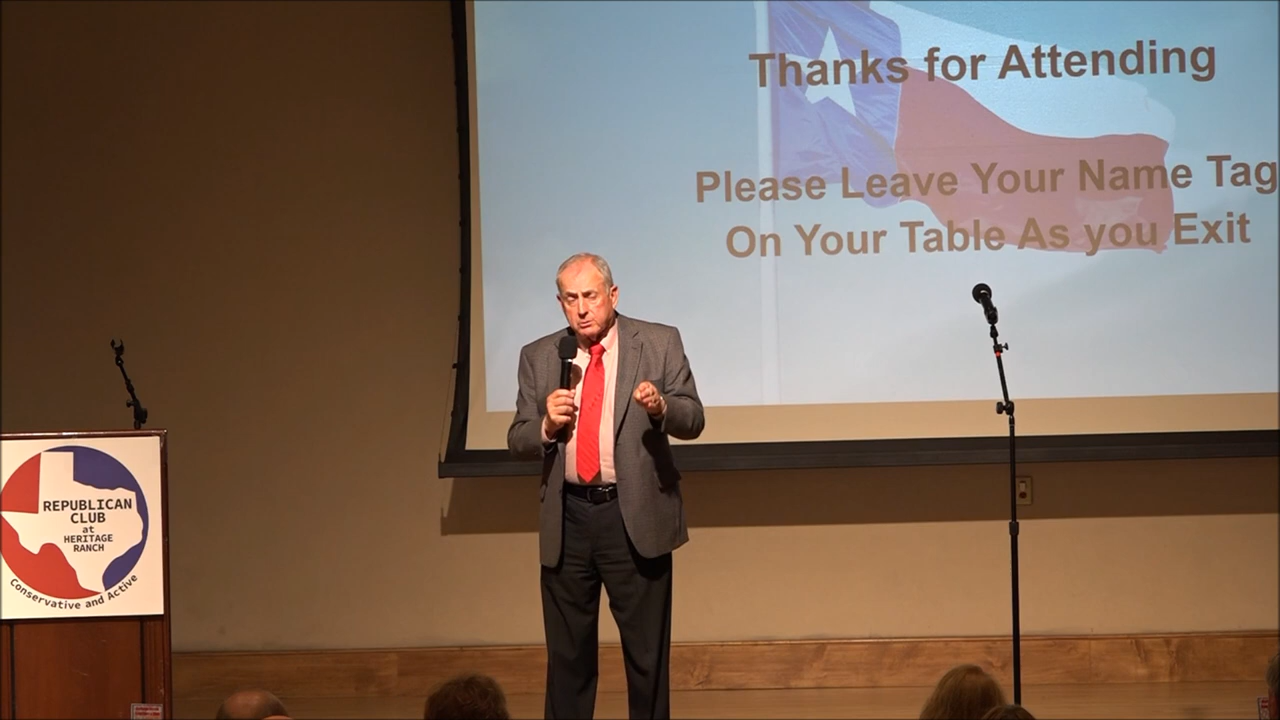 Thanks for Attending
Please Leave Your Name Tag
On Your Table As you Exit
REPUBLICAN
CLUB
at
HERITAGE
RANCH
Conservative and Active